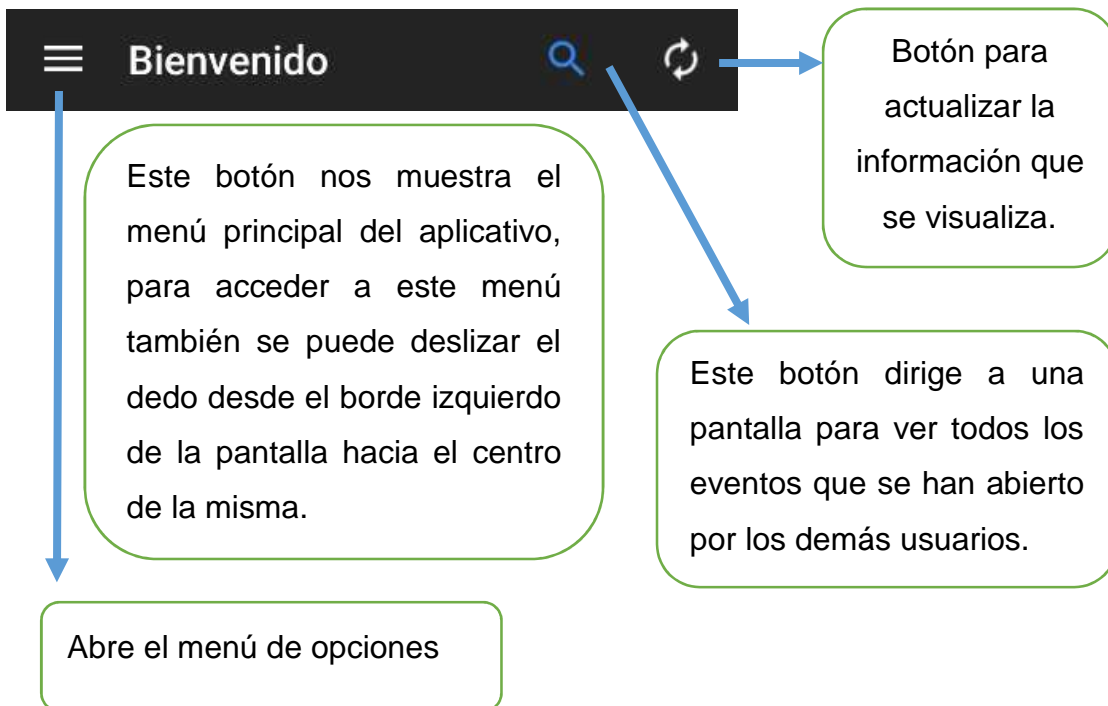 Bienvenido
Botón para
actualizar la
información que
se visualiza.
Este botón nos muestra el
menú principal del aplicativo,
para acceder a este menú
también se puede deslizar el
dedo desde el borde izquierdo
de la pantalla hacia el centro
de la misma.
Este botón dirige a una
pantalla para ver todos los
eventos que se han abierto
por los demás usuarios.
Abre el menú de opciones